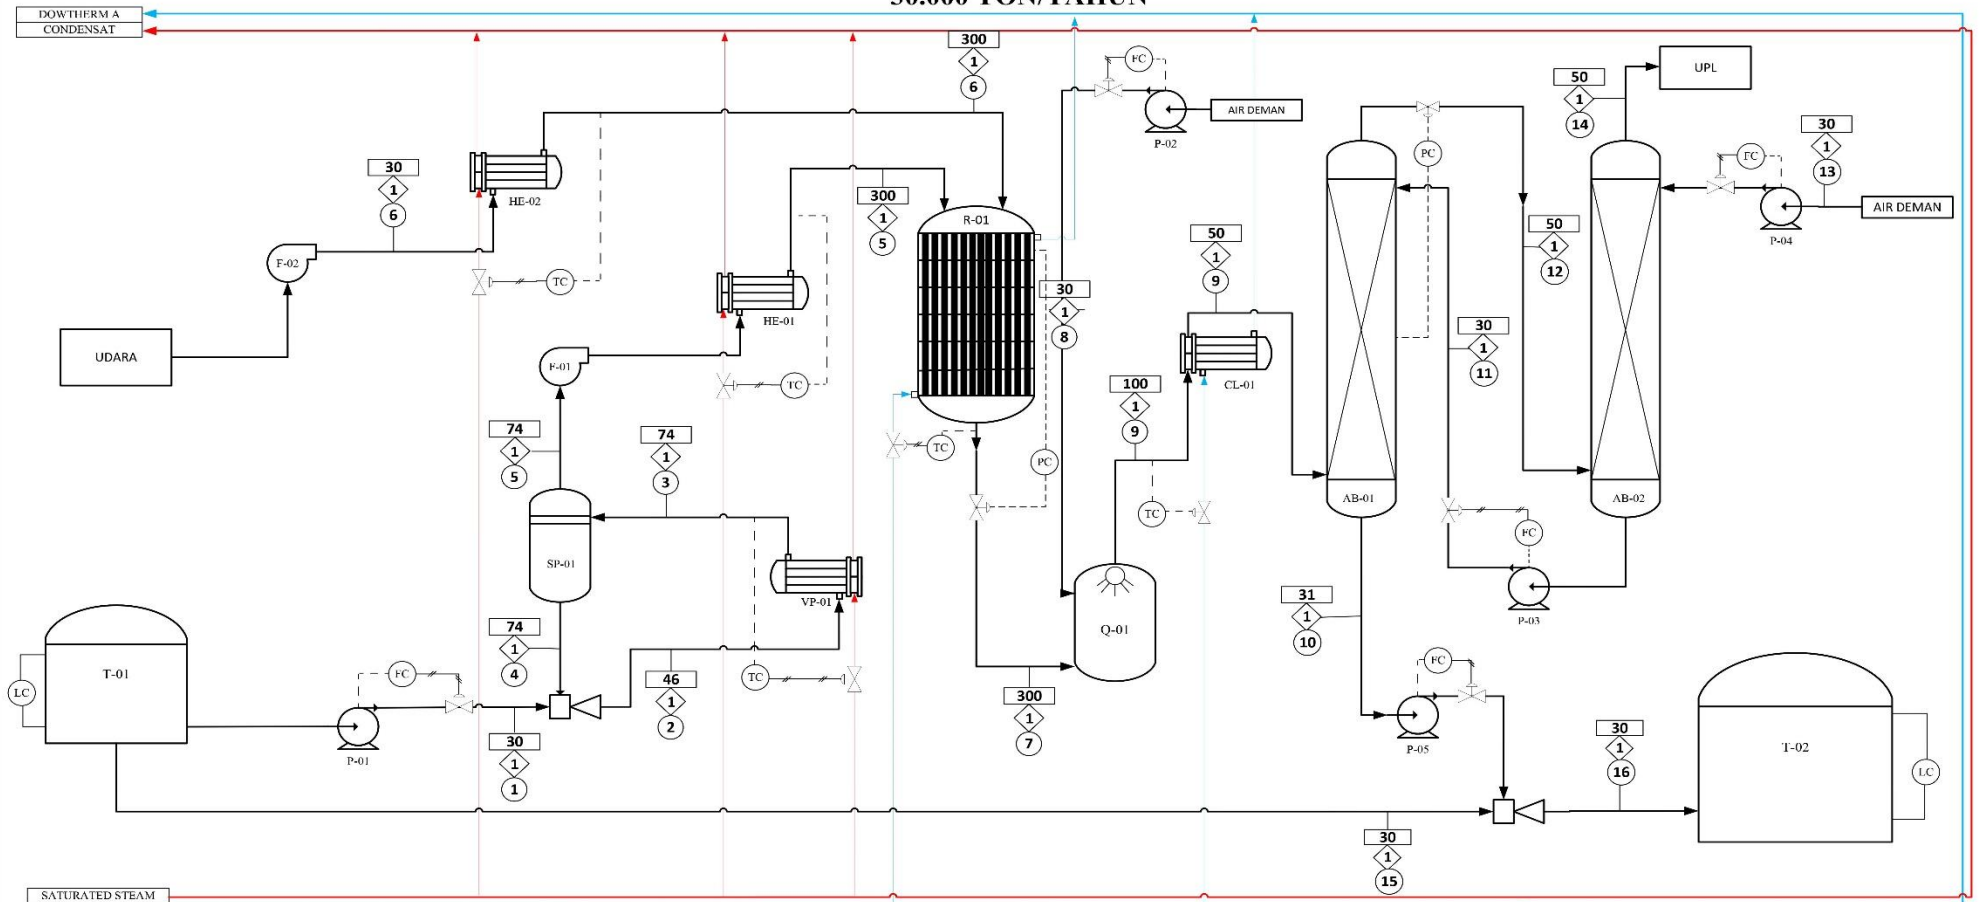 30.000 TON/TAHUN
DOWTHERM A
CONDENSAT
300
1
6
FC
AIR DEMAN
P-02
50
1
14
UPL
30
1
6
HE-02
F-02
TC
UDARA
300
1
5
HE-01
TC
F-01
R-01
TC
PC
30
1
8
50
1
9
CL-01
100
1
9
TC
PC
AB-01
30
1
11
50
1
12
AB-02
FC
30
1
13
AIR DEMAN
P-04
74
1
5
74
1
3
SP-01
VP-01
74
1
4
46
1
2
TC
Q-01
300
1
7
FC
P-03
31
1
10
T-01
LC
FC
P-01
30
1
1
FC
P-05
30
1
16
T-02
LC
30
1
15
SATURATED STEAM